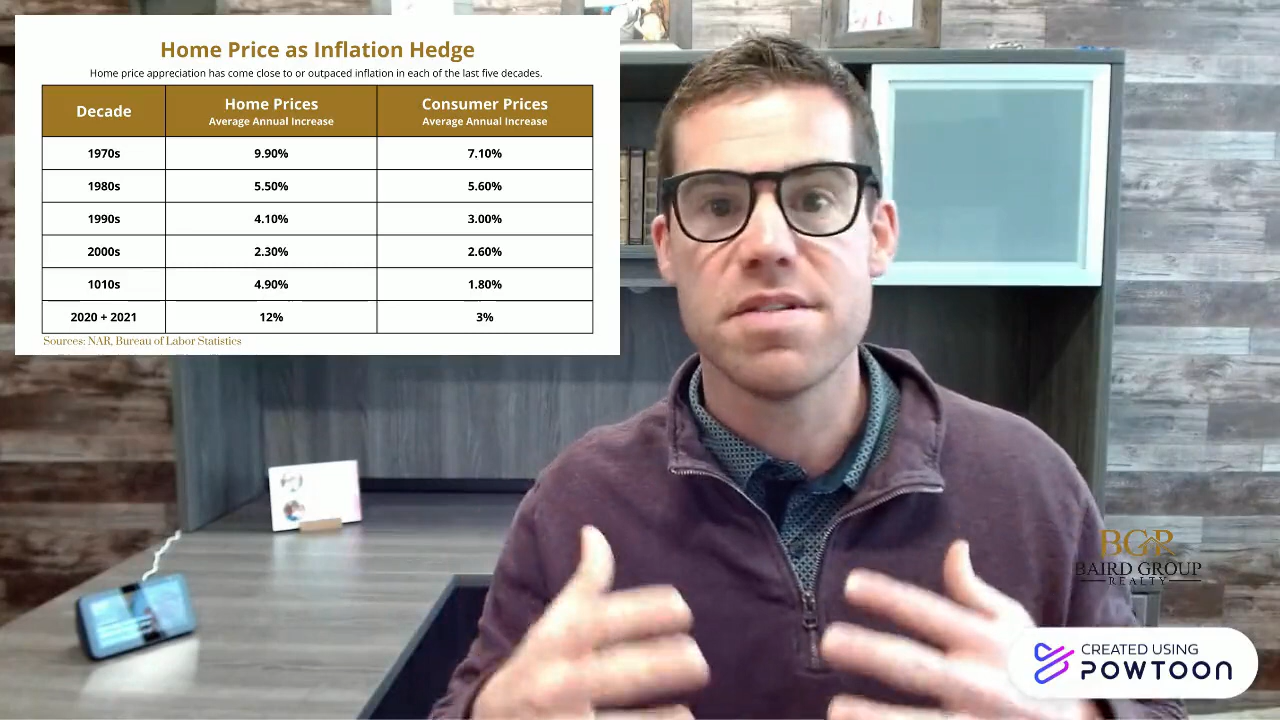 Home Price as Inflation Hedge
Home price appreciation has come close to or outpaced inflation in each of the last five decades.
Decade Home Prices Average Annual Increase Consumer Prices Average Annual Increase
1970s 9.90% 7.10%
1980s 5.50% 5.60%
1990s 4.10% 3.00%
2000s 2.30% 2.60%
1010s 4.90% 1.80%
2020 + 2021 12% 3%
Sources: NAR, Bureau of Labor Statistics
BGR
BAIRD GROUP
REALTY
CREATED USING
POWTOON